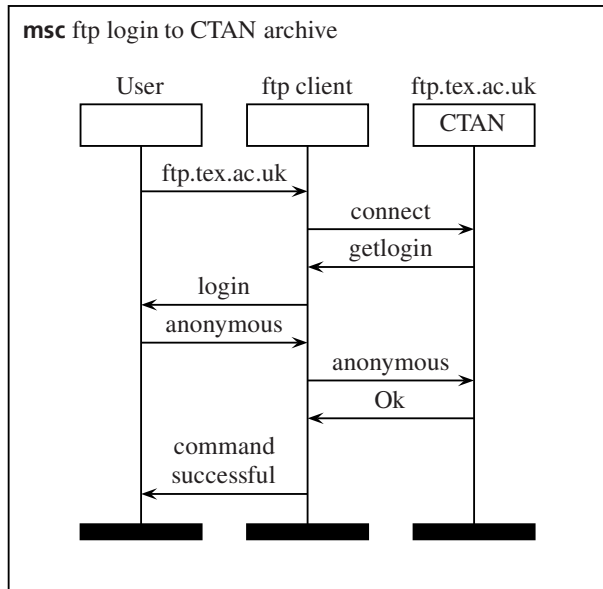 msc ftp login to CTAN archive
User ftp client ftp.tex.ac.uk
CTAN
ftp.tex.ac.uk
connect
getlogin
login
anonymous
anonymous
Ok
command
successful